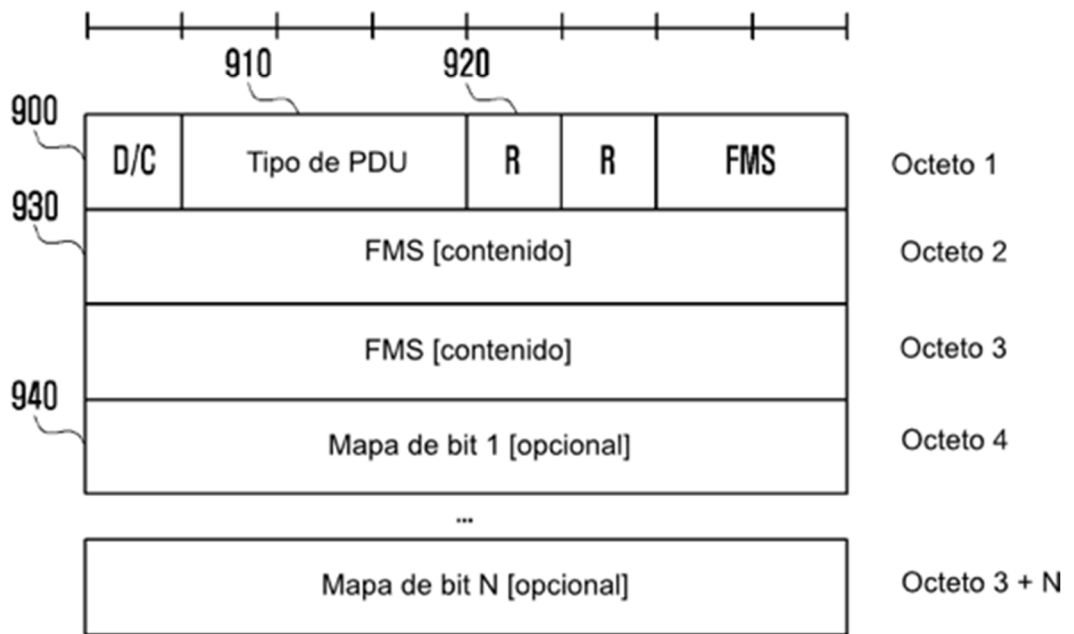 910
920
900
D/C
Tipo de PDU
R
R
FMS
Octeto 1
930
FMS [contenido]
Octeto 2
FMS [contenido]
Octeto 3
940
Mapa de bit 1 [opcional]
Octeto 4
...
Mapa de bit N [opcional]
Octeto 3 + N